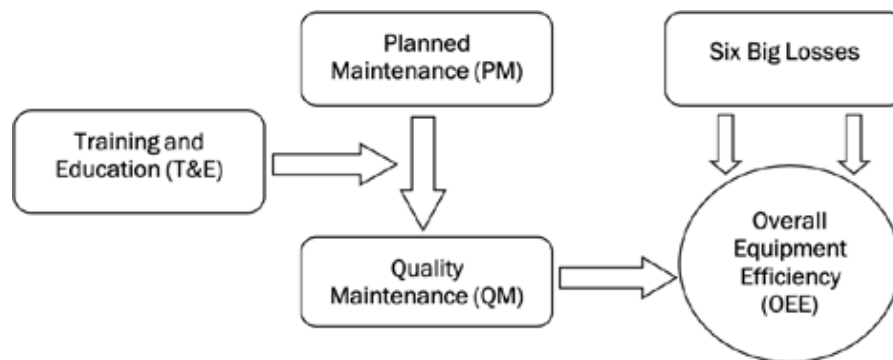 Planned
Maintenance (PM)
Six Big Losses
Training and
Education (T&E)
Quality
Maintenance (QM)
Overall
Equipment
Efficiency
(OEE)